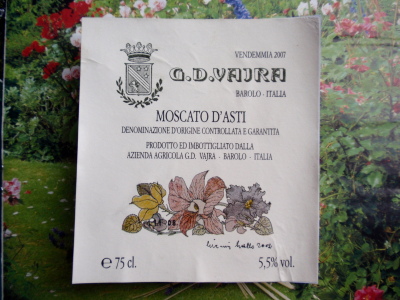 VENDEMMIA 2007
G.D.VAJRA
BAROLO - ITALIA
MOSCATO D'ASTI
DENOMINAZIONE D'ORIGINE CONTROLLATA E GARANTITA
PRODOTTO ED IMBOTTIGLIATO DALLA
AZIENDA AGRICOLA G.D. VAJRA - BAROLO - ITALIA
e 75 cl.
5,5% vol.